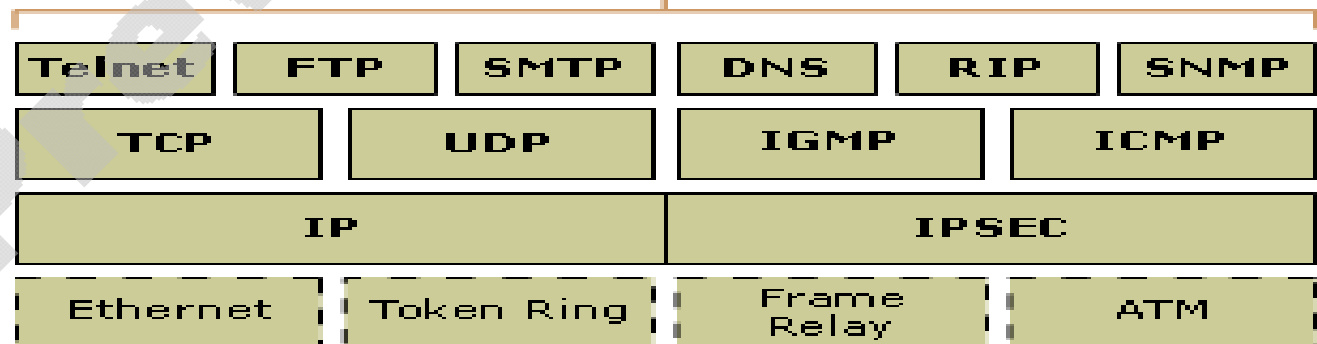 Telnet FTP SMTP DNS RIP SNMP
TCP UDP IGMP ICMP
IP IPSEC
Ethernet Token Ring Frame Relay ATM